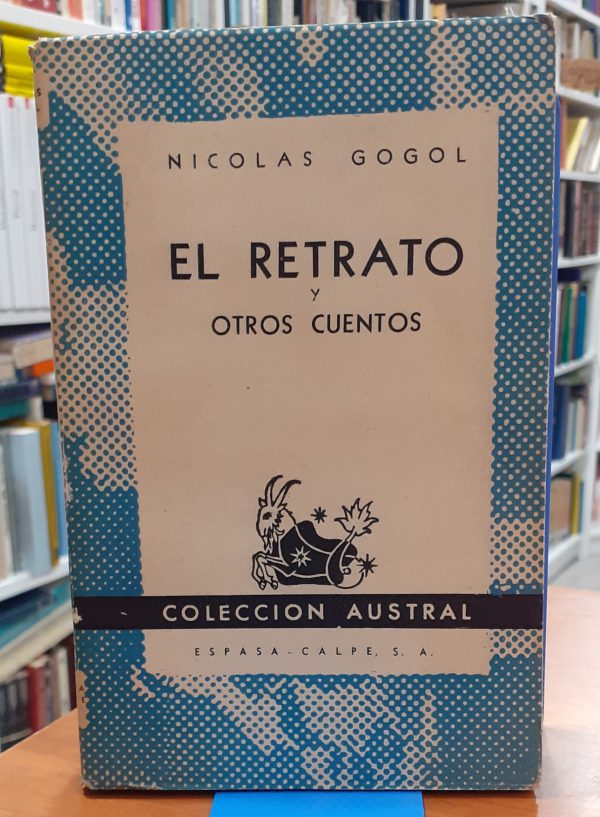 NICOLAS GOGOL
EL RETRATO
Y
OTROS CUENTOS
COLECCION AUSTRAL
ESPASA-CALPE, S. A.